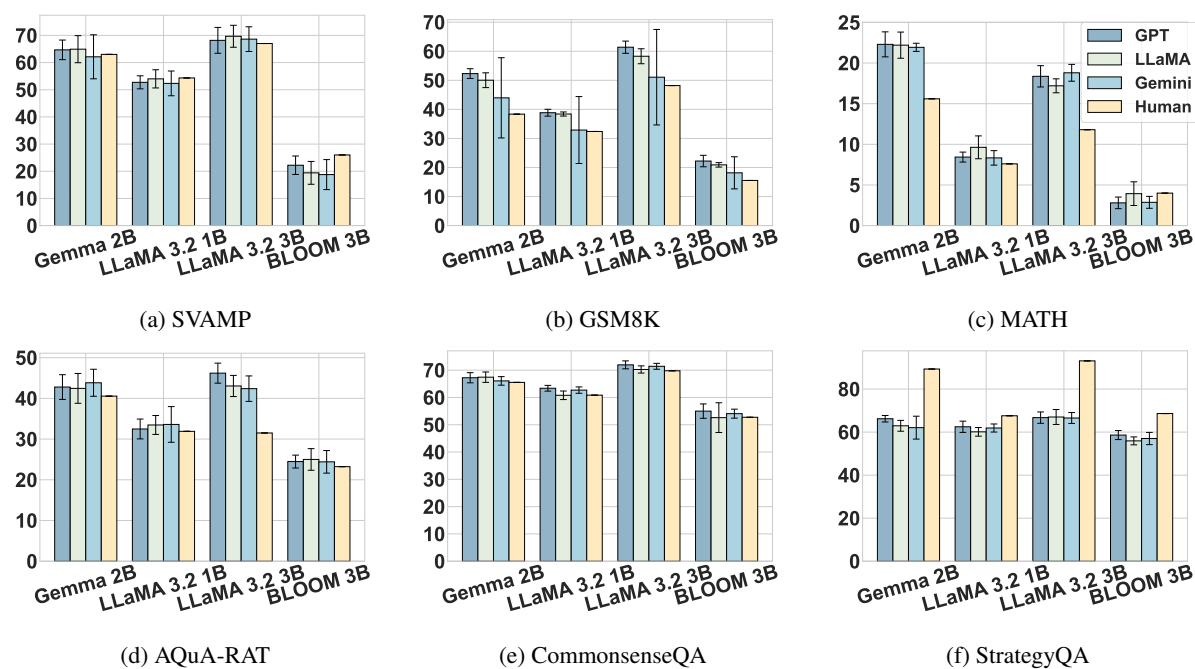 70
60
50
40
30
20
10
0
Gemma 2B
LLaMA 3.2 1B
LLaMA 3.2 3B
BLOOM 3B
(a) SVAMP
70
60
50
40
30
20
10
0
Gemma 2B
LLaMA 3.2 1B
LLaMA 3.2 3B
BLOOM 3B
(b) GSM8K
25
20
15
10
5
0
GPT
LLaMA
Gemini
Human
Gemma 2B
LLaMA 3.2 1B
LLaMA 3.2 3B
BLOOM 3B
(c) MATH
50
40
30
20
10
0
Gemma 2B
LLaMA 3.2 1B
LLaMA 3.2 3B
BLOOM 3B
(d) AQuA-RAT
70
60
50
40
30
20
10
0
Gemma 2B
LLaMA 3.2 1B
LLaMA 3.2 3B
BLOOM 3B
(e) CommonsenseQA
80
60
40
20
0
Gemma 2B
LLaMA 3.2 1B
LLaMA 3.2 3B
BLOOM 3B
(f) StrategyQA